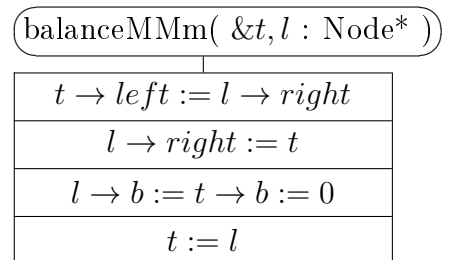 balanceMMm( &t, l : Node* )
t → left := l → right
l → right := t
l → b := t → b := 0
t := l